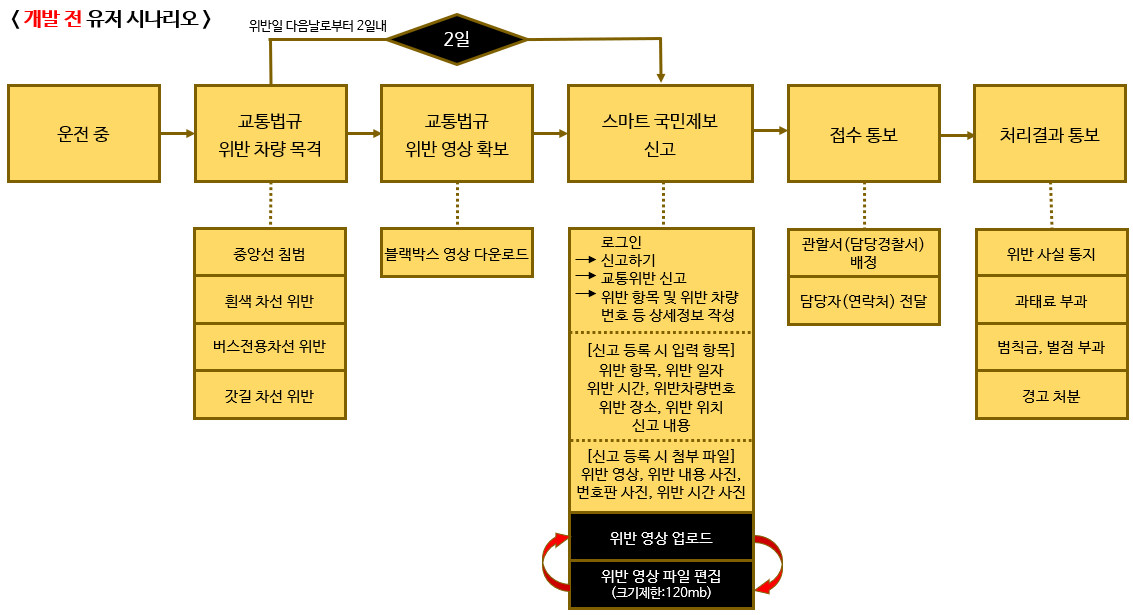 < 개발 전 유저 시나리오 >
위반일 다음날로부터 2일내
2일
운전 중
교통법규
위반 차량 목격
교통법규
위반 영상 확보
스마트 국민제보
신고
접수 통보
처리결과 통보
중앙선 침범
흰색 차선 위반
버스전용차선 위반
갓길 차선 위반
블랙박스 영상 다운로드
로그인
신고하기
교통위반 신고
위반 항목 및 위반 차량
번호 등 상세정보 작성
[신고 등록 시 입력 항목]
위반 항목, 위반 일자
위반 시간, 위반차량번호
위반 장소, 위반 위치
신고 내용
[신고 등록 시 첨부 파일]
위반 영상, 위반 내용 사진,
번호판 사진, 위반 시간 사진
위반 영상 업로드
위반 영상 파일 편집
(크기제한:120mb)
관할서(담당경찰서)
배정
담당자(연락처) 전달
위반 사실 통지
과태료 부과
범칙금, 벌점 부과
경고 처분